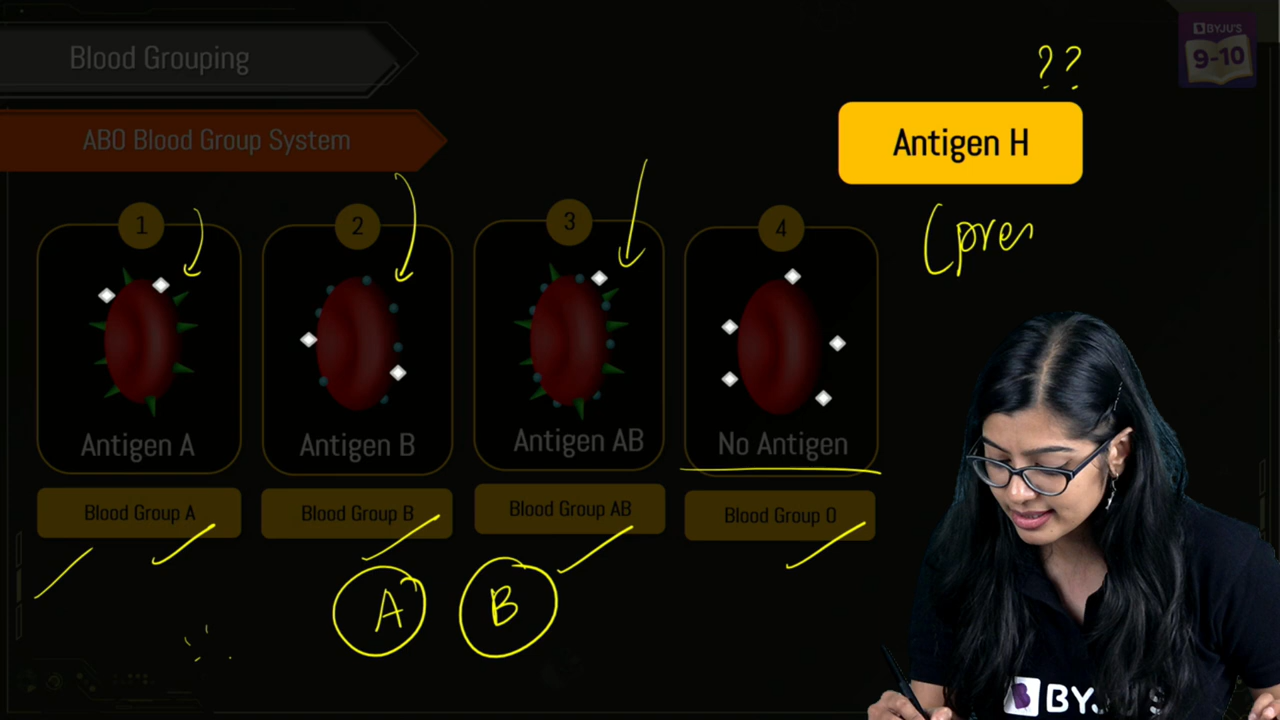 Blood Grouping
BYJU'S
9-10
??
ABO Blood Group System
Antigen H
(pre
1
2
3
4
Antigen A
Antigen B
Antigen AB
No Antigen
Blood Group A
Blood Group B
Blood Group AB
Blood Group O
A
B
BYJU'S